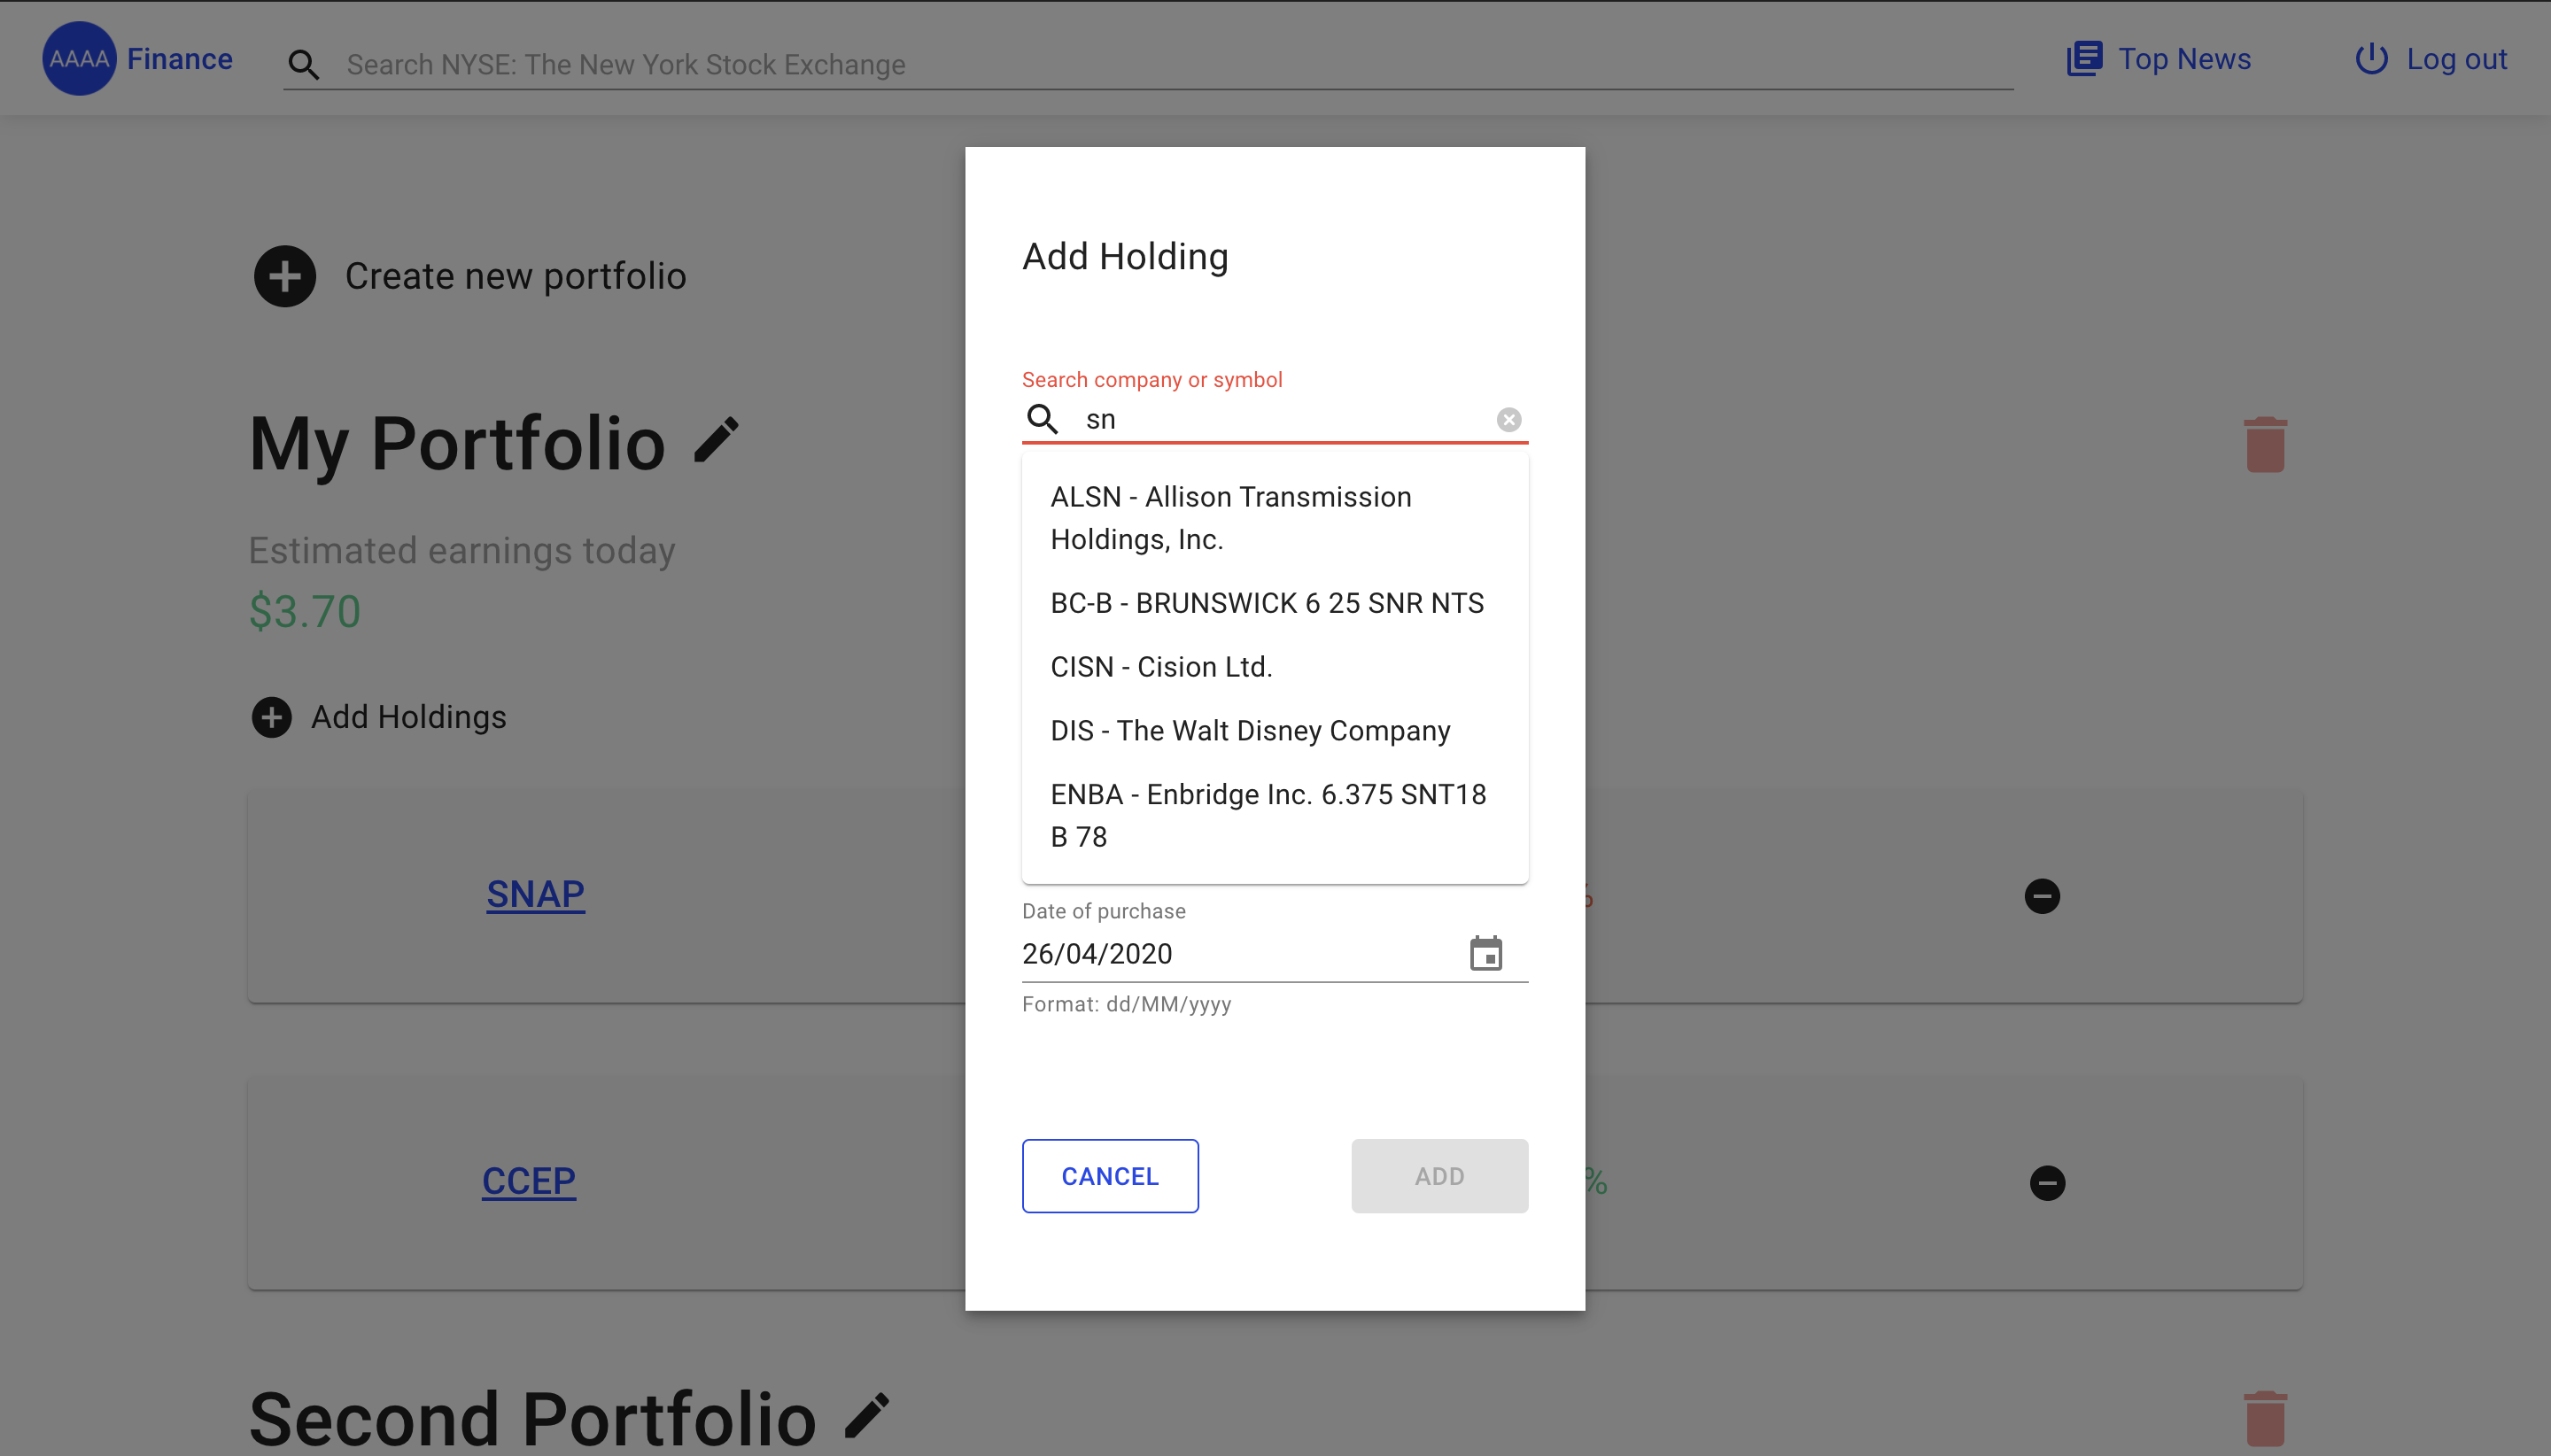 AAAA Finance
Search NYSE: The New York Stock Exchange
Top News
Log out
Create new portfolio
My Portfolio
Estimated earnings today
$3.70
Add Holdings
SNAP
CCEP
%
Second Portfolio
Add Holding
Search company or symbol
sn
ALSN - Allison Transmission
Holdings, Inc.
BC-B - BRUNSWICK 6 25 SNR NTS
CISN - Cision Ltd.
DIS - The Walt Disney Company
ENBA - Enbridge Inc. 6.375 SNT18
B 78
Date of purchase
26/04/2020
Format: dd/MM/yyyy
CANCEL
ADD